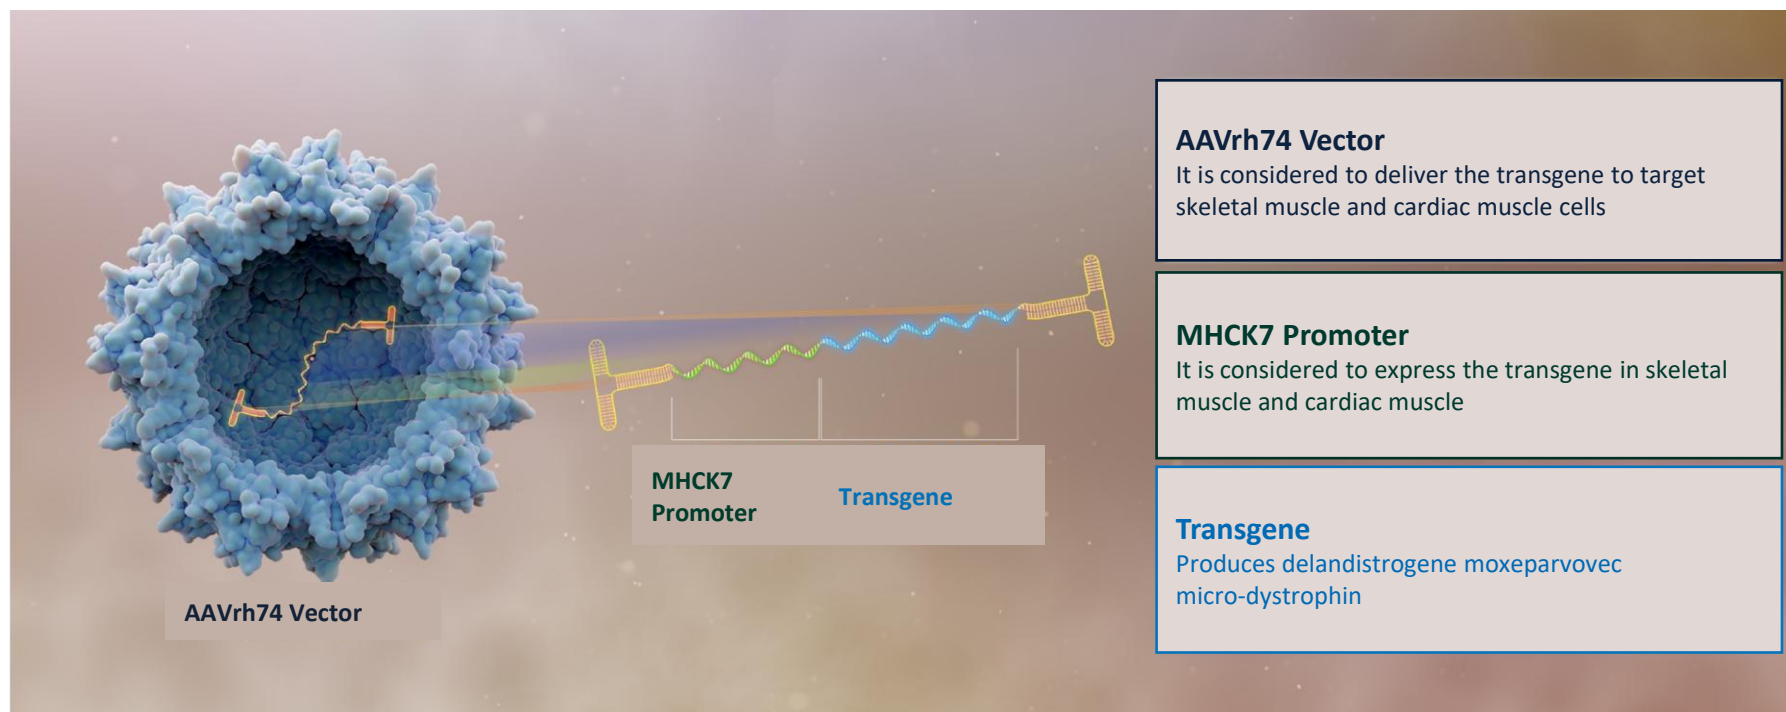 AAVrh74 Vector
MHCK7
Promoter
Transgene
AAVrh74 Vector
It is considered to deliver the transgene to target
skeletal muscle and cardiac muscle cells
MHCK7 Promoter
It is considered to express the transgene in skeletal
muscle and cardiac muscle
Transgene
Produces delandistrogene moxeparvovec
micro-dystrophin